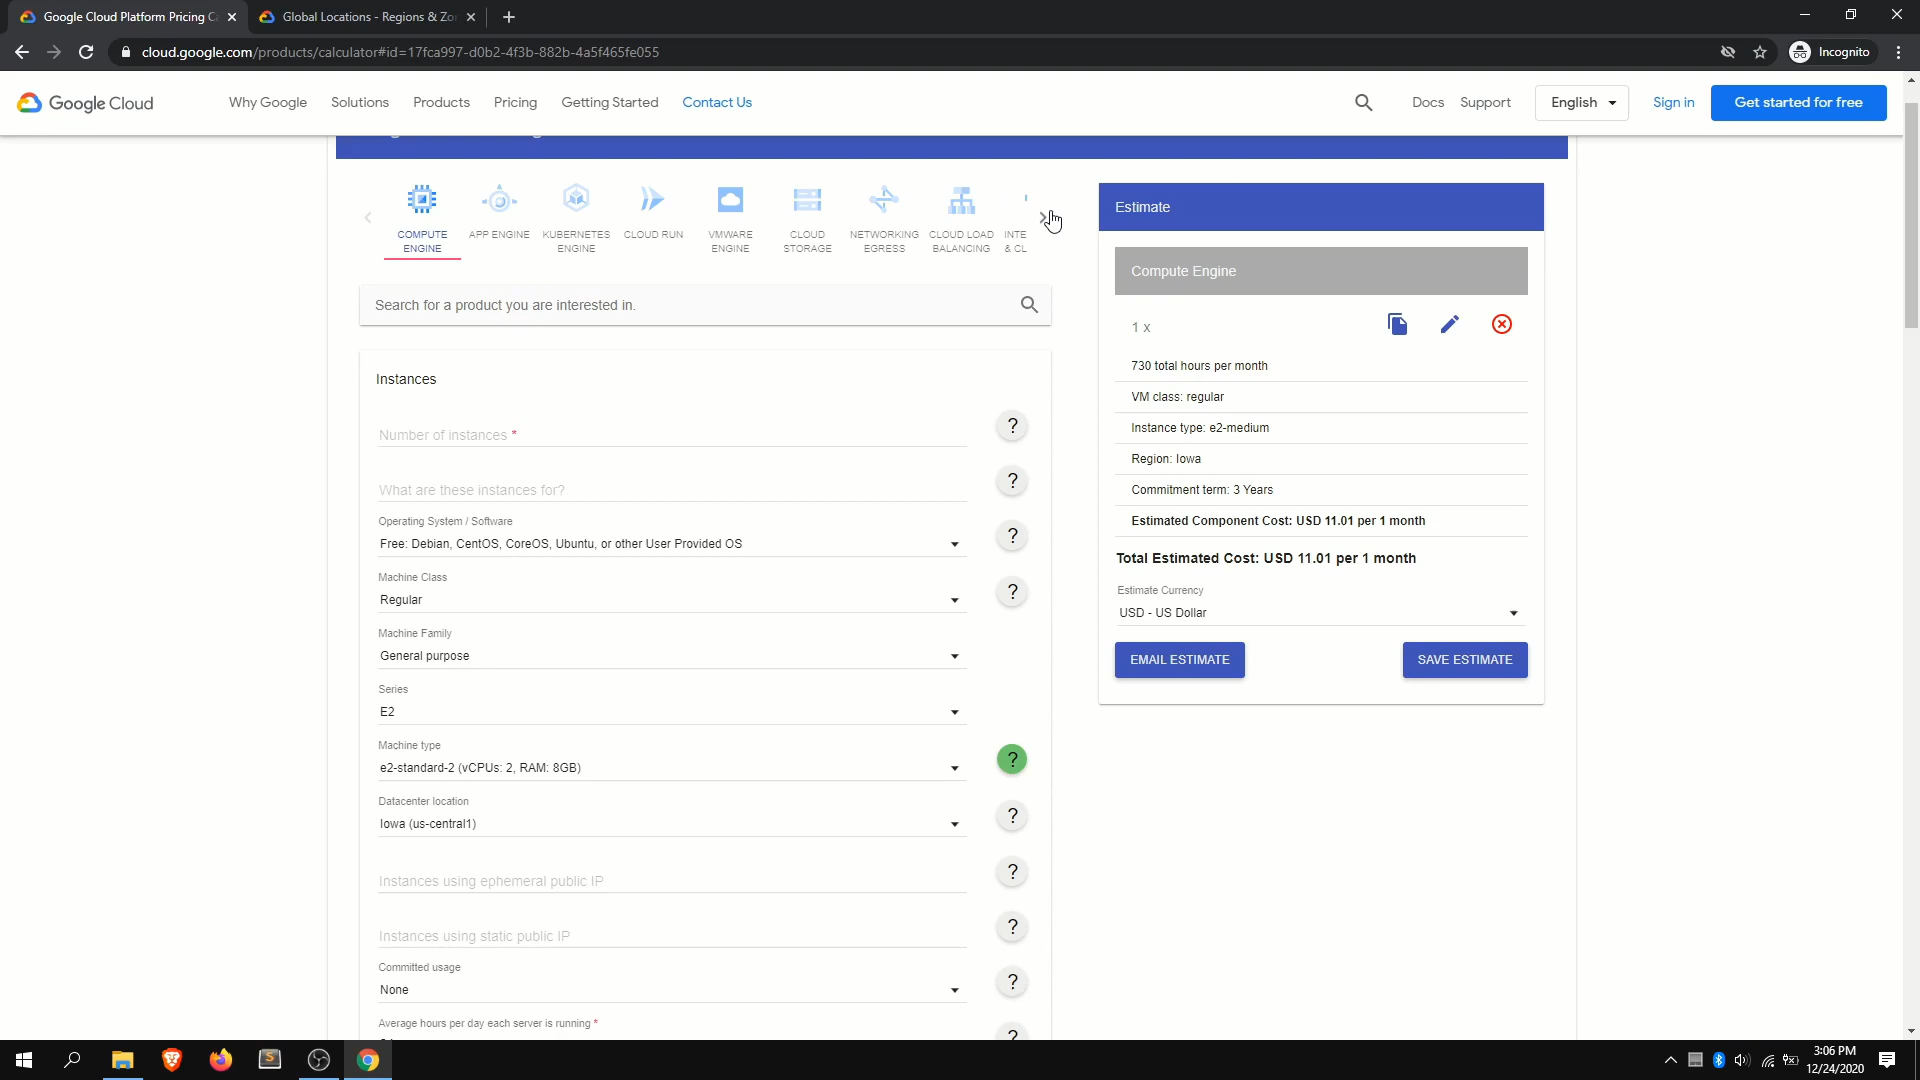 Google Cloud Platform Pricing Ca
Global Locations - Regions & Zo
cloud.google.com/products/calculator#id=17fca997-d0b2-4f3b-882b-4a5f465fe055
Incognito
Google Cloud
Why Google
Solutions
Products
Pricing
Getting Started
Contact Us
Docs
Support
English
Sign in
Get started for free
COMPUTE
ENGINE
APP ENGINE
KUBERNETES
ENGINE
CLOUD RUN
VMWARE
ENGINE
CLOUD
STORAGE
NETWORKING
EGRESS
CLOUD LOAD
BALANCING
INTE
& CL
Search for a product you are interested in.
Instances
Number of instances *
?
What are these instances for?
?
Operating System / Software
Free: Debian, CentOS, CoreOS, Ubuntu, or other User Provided OS
?
Machine Class
Regular
?
Machine Family
General purpose
Series
E2
Machine type
e2-standard-2 (vCPUs: 2, RAM: 8GB)
?
Datacenter location
Iowa (us-central1)
?
Instances using ephemeral public IP
?
Instances using static public IP
?
Committed usage
None
?
Average hours per day each server is running *
?
Estimate
Compute Engine
1 x
730 total hours per month
VM class: regular
Instance type: e2-medium
Region: Iowa
Commitment term: 3 Years
Estimated Component Cost: USD 11.01 per 1 month
Total Estimated Cost: USD 11.01 per 1 month
Estimate Currency
USD - US Dollar
EMAIL ESTIMATE
SAVE ESTIMATE
3:06 PM
12/24/2020